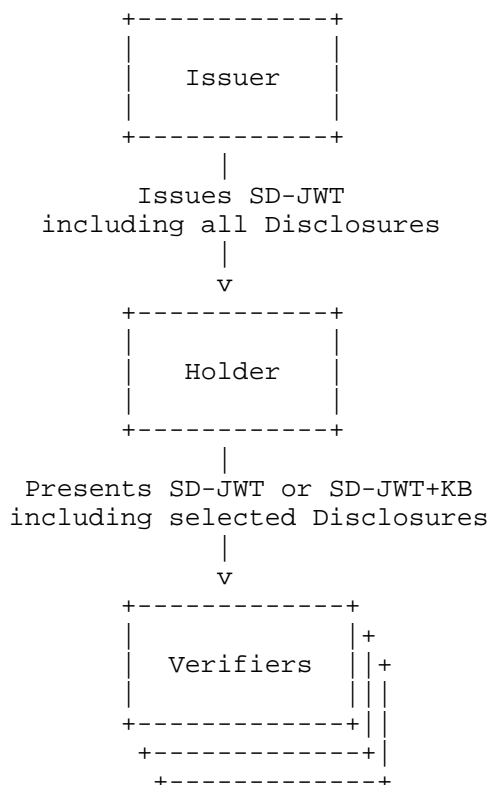 Issuer
Issues SD-JWT
including all Disclosures
Holder
Presents SD-JWT or SD-JWT+KB
including selected Disclosures
Verifiers